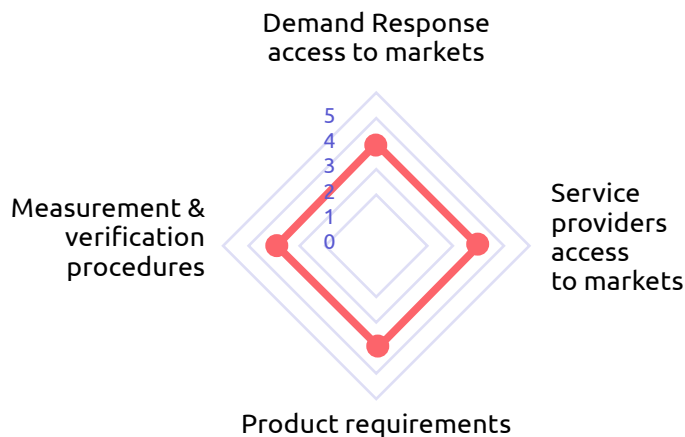 Demand Response
access to markets
5
4
3
2
1
0
Measurement &
verification
procedures
Service
providers
access
to markets
Product requirements